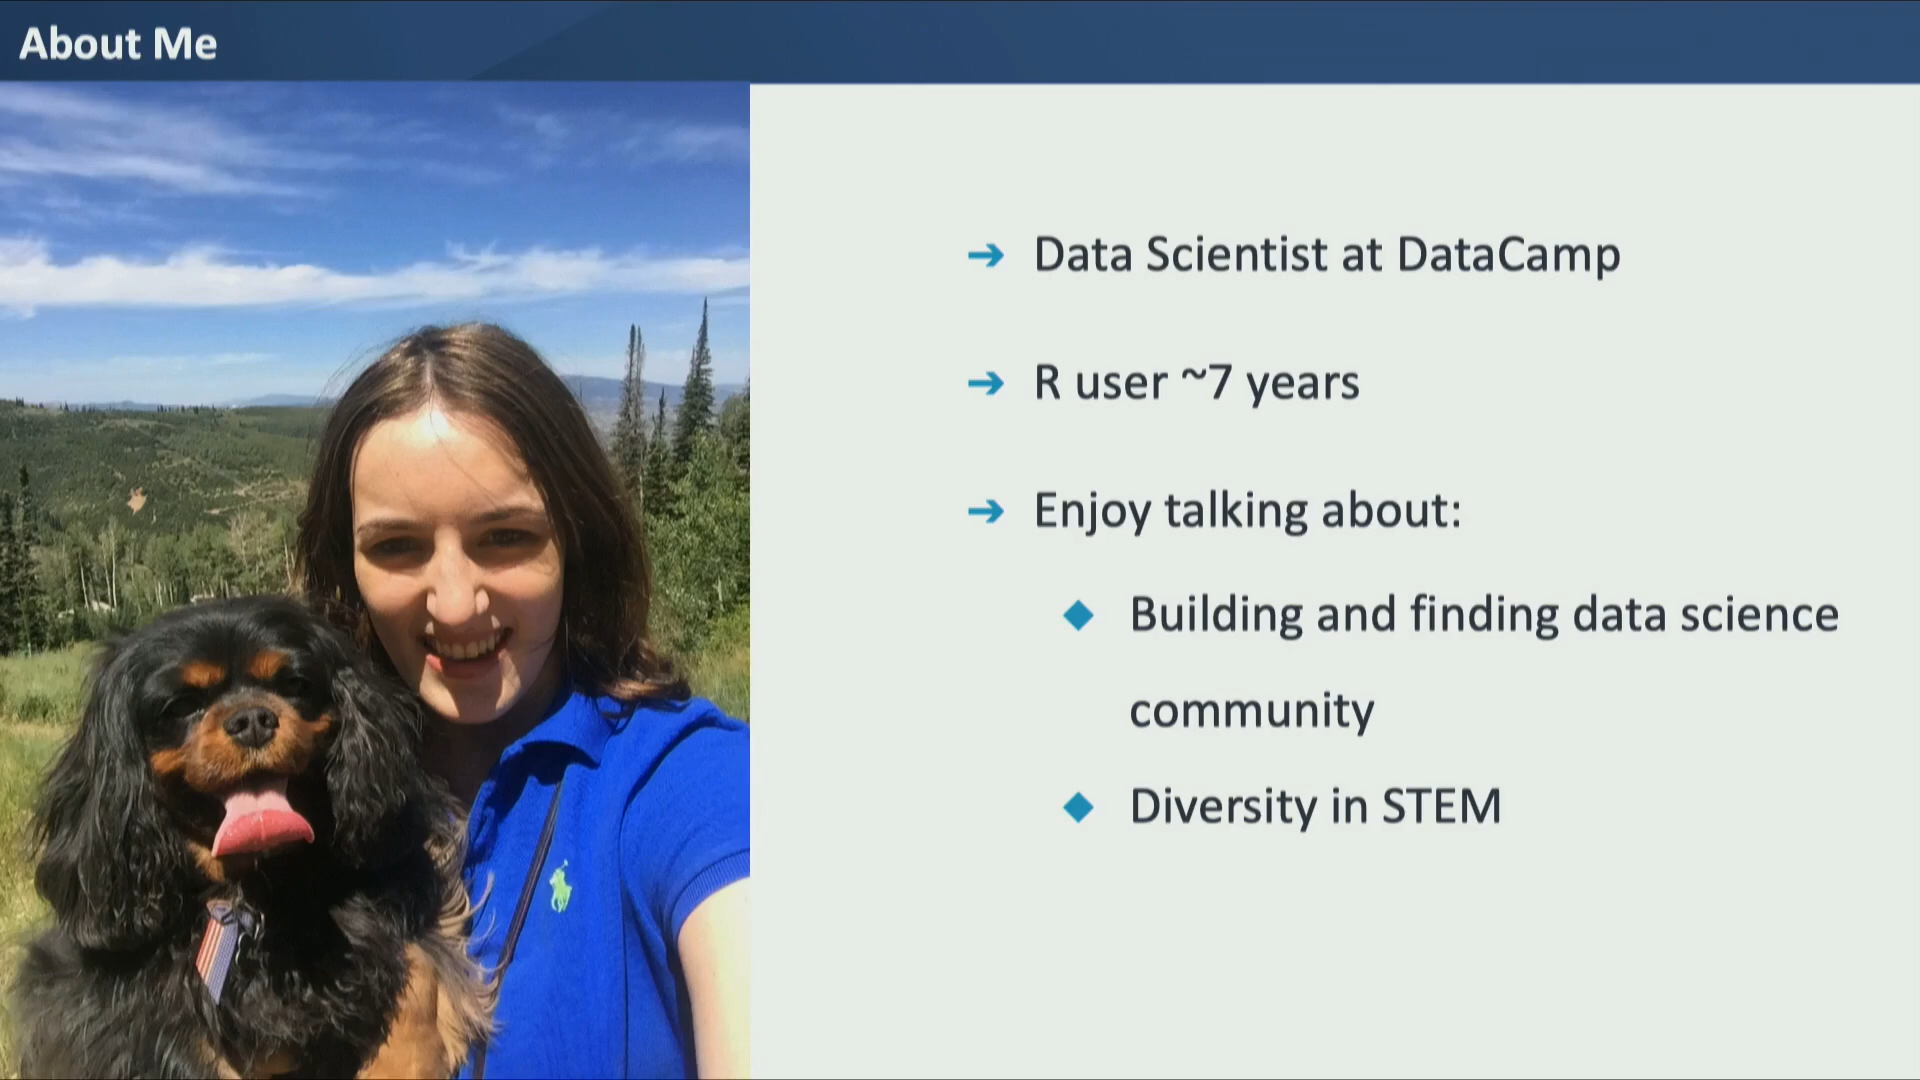 About Me
➔ Data Scientist at DataCamp
➔ R user ~7 years
➔ Enjoy talking about:
◆ Building and finding data science
community
◆ Diversity in STEM